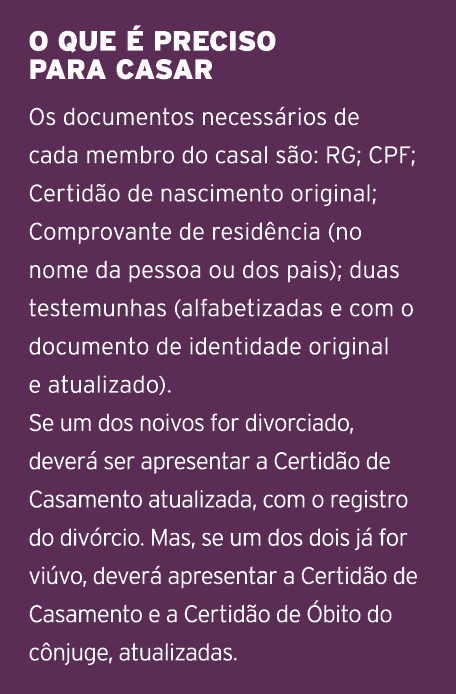 O QUE É PRECISO
PARA CASAR
Os documentos necessários de
cada membro do casal são: RG; CPF;
Certidão de nascimento original;
Comprovante de residência (no
nome da pessoa ou dos pais); duas
testemunhas (alfabetizadas e com o
documento de identidade original
e atualizado).
Se um dos noivos for divorciado,
deverá ser apresentar a Certidão de
Casamento atualizada, com o registro
do divórcio. Mas, se um dos dois já for
viúvo, deverá apresentar a Certidão de
Casamento e a Certidão de Óbito do
cônjuge, atualizadas.